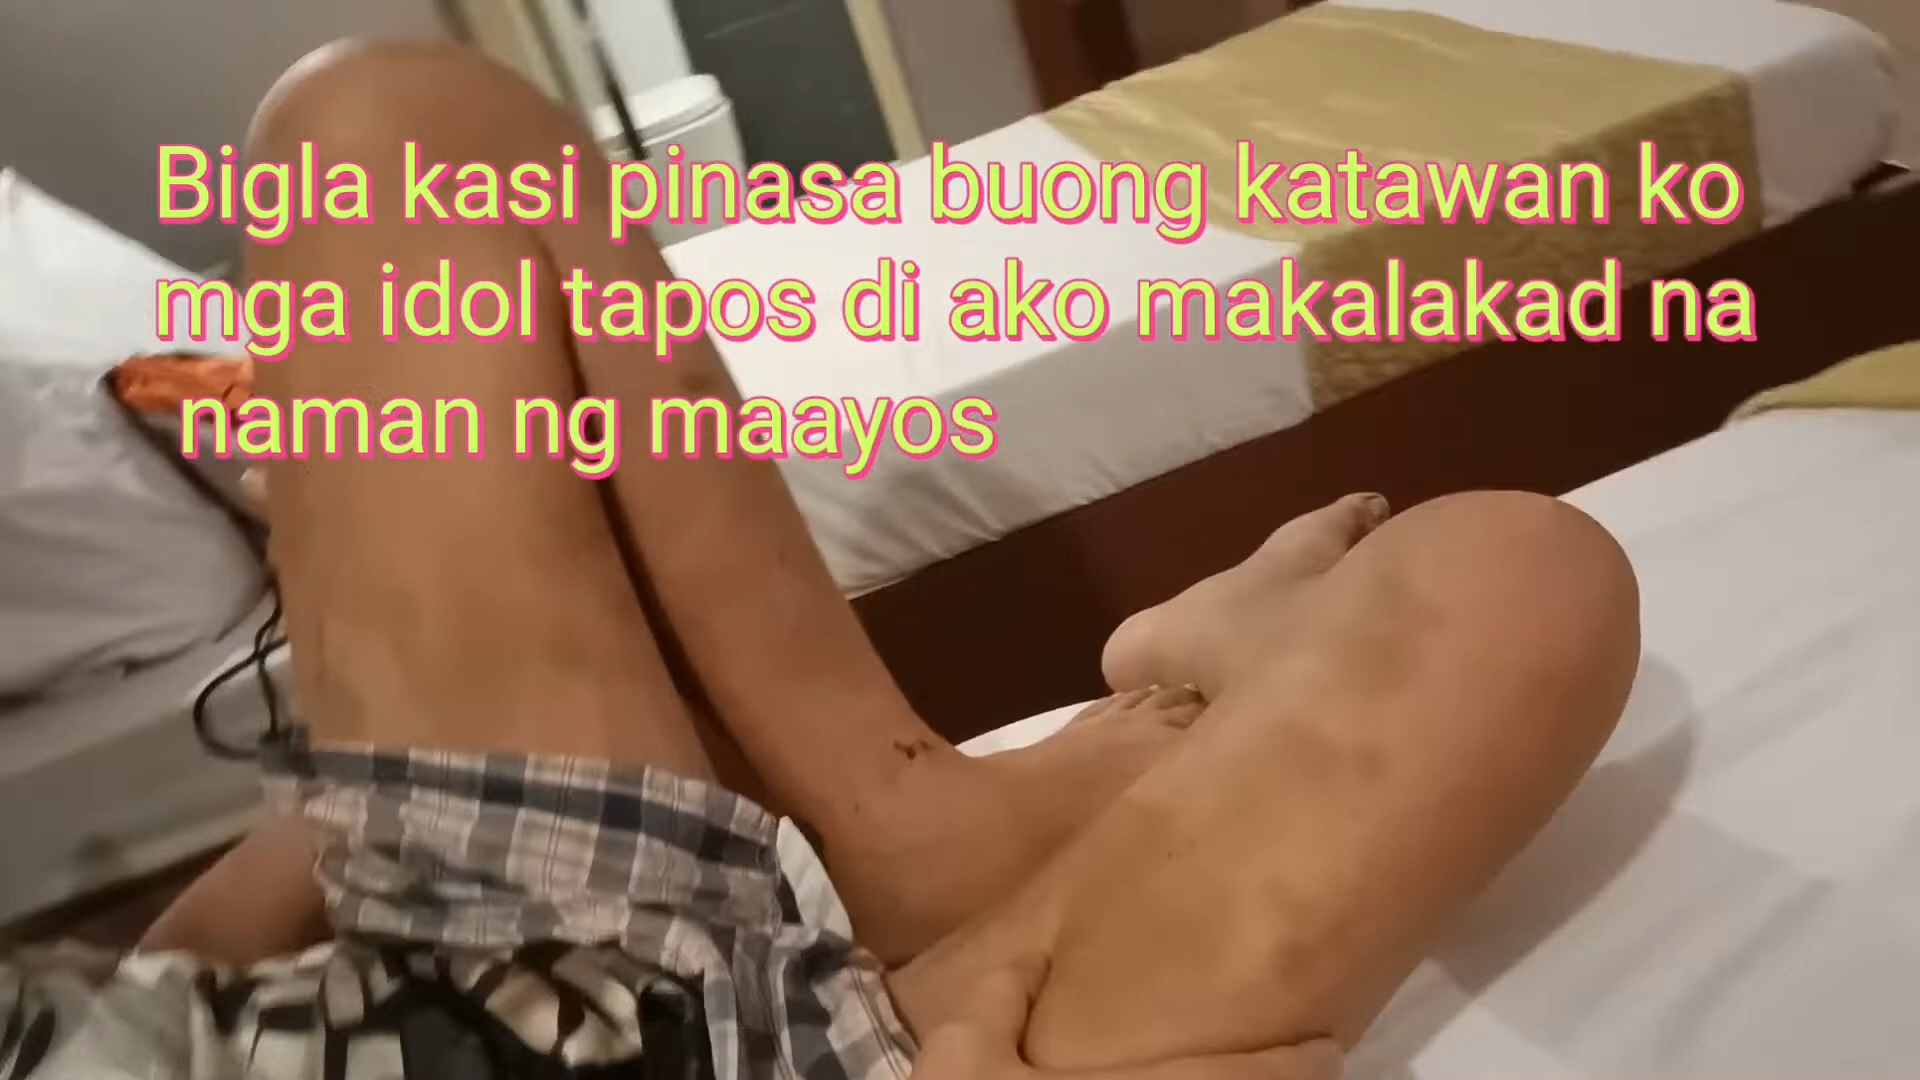 Bigla kasi pinasa buong katawan ko
mga idol tapos di ako makalakad na
naman ng maayos